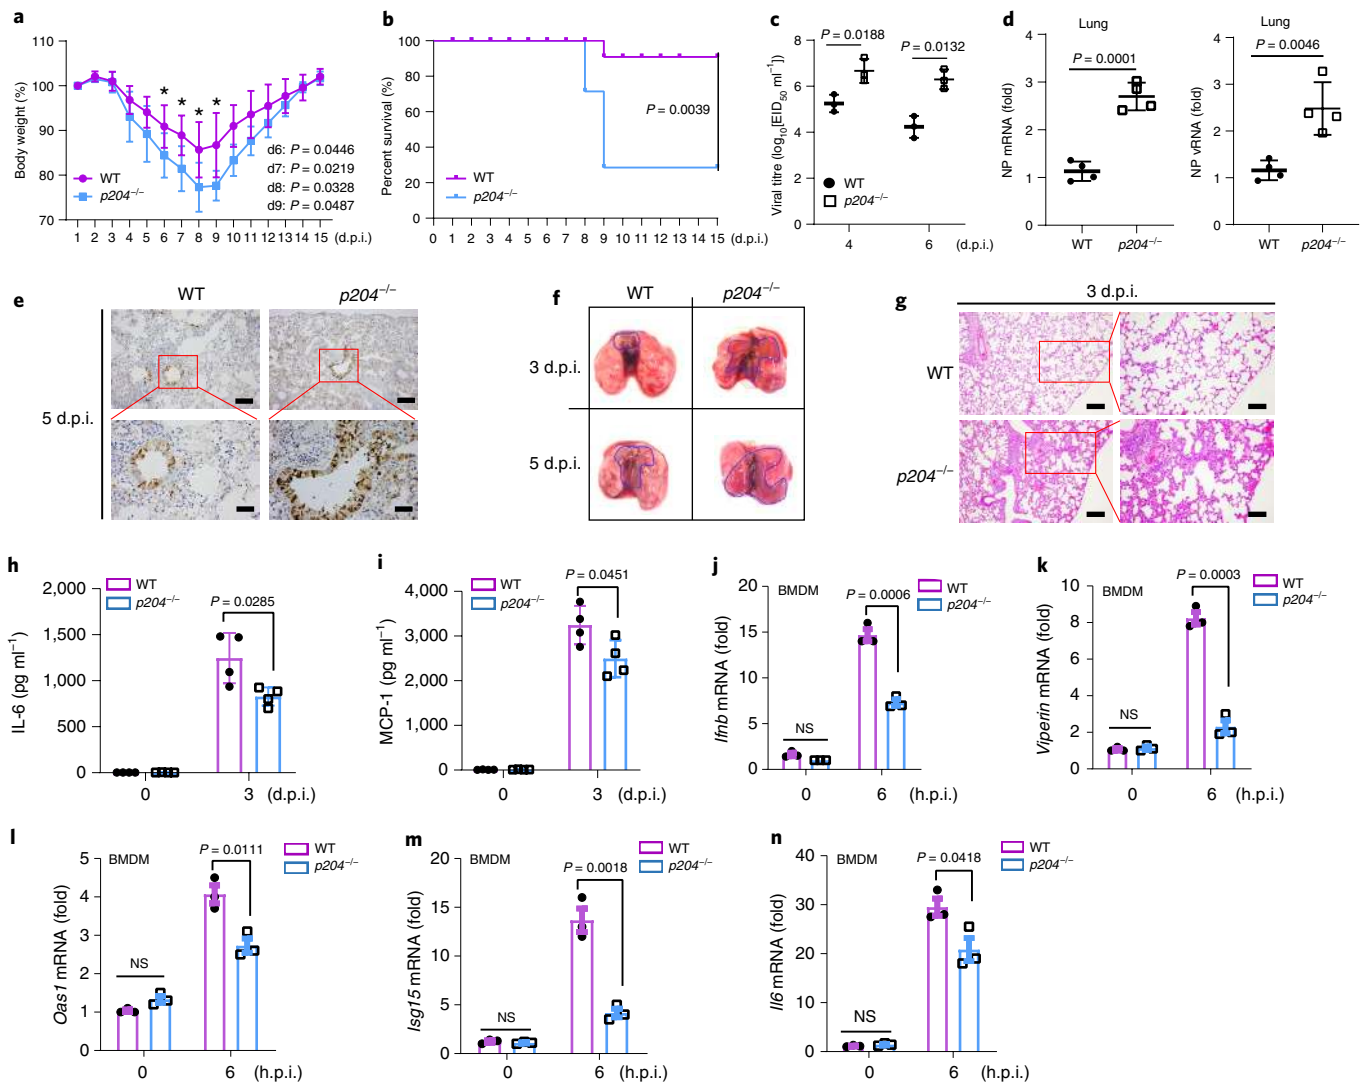 a
Body weight (%)
110
100
90
80
70
* * * *
WT
p204–/–
d6: P = 0.0446
d7: P = 0.0219
d8: P = 0.0328
d9: P = 0.0487
1 2 3 4 5 6 7 8 9 10 11 12 13 14 15 (d.p.i.)
b
Percent survival (%)
100
80
60
40
20
0
P = 0.0039
WT
p204–/–
0 1 2 3 4 5 6 7 8 9 10 11 12 13 14 15 (d.p.i.)
c
Viral titre (log10[EID50 ml–1])
8
6
4
2
0
P = 0.0188
P = 0.0132
WT
p204–/–
4 6 (d.p.i.)
d
Lung
NP mRNA (fold)
4
3
2
1
0
P = 0.0001
WT p204–/–
Lung
NP vRNA (fold)
4
3
2
1
0
P = 0.0046
WT p204–/–
e
WT p204–/–
5 d.p.i.
f
WT p204–/–
3 d.p.i.
5 d.p.i.
g
3 d.p.i.
WT
p204–/–
h
IL-6 (pg ml–1)
2,000
1,500
1,000
500
0
WT
p204–/–
P = 0.0285
0 3 (d.p.i.)
i
MCP-1 (pg ml–1)
4,000
3,000
2,000
1,000
0
WT
p204–/–
P = 0.0451
0 3 (d.p.i.)
j
Ifnb mRNA (fold)
20
15
10
5
0
BMDM
WT
p204–/–
P = 0.0006
NS
0 6 (h.p.i.)
k
Viperin mRNA (fold)
10
8
6
4
2
0
BMDM
WT
p204–/–
P = 0.0003
NS
0 6 (h.p.i.)
l
Oas1 mRNA (fold)
5
4
3
2
1
0
BMDM
WT
p204–/–
P = 0.0111
NS
0 6 (h.p.i.)
m
Isg15 mRNA (fold)
20
15
10
5
0
BMDM
WT
p204–/–
P = 0.0018
NS
0 6 (h.p.i.)
n
Il6 mRNA (fold)
40
30
20
10
0
BMDM
WT
p204–/–
P = 0.0418
NS
0 6 (h.p.i.)